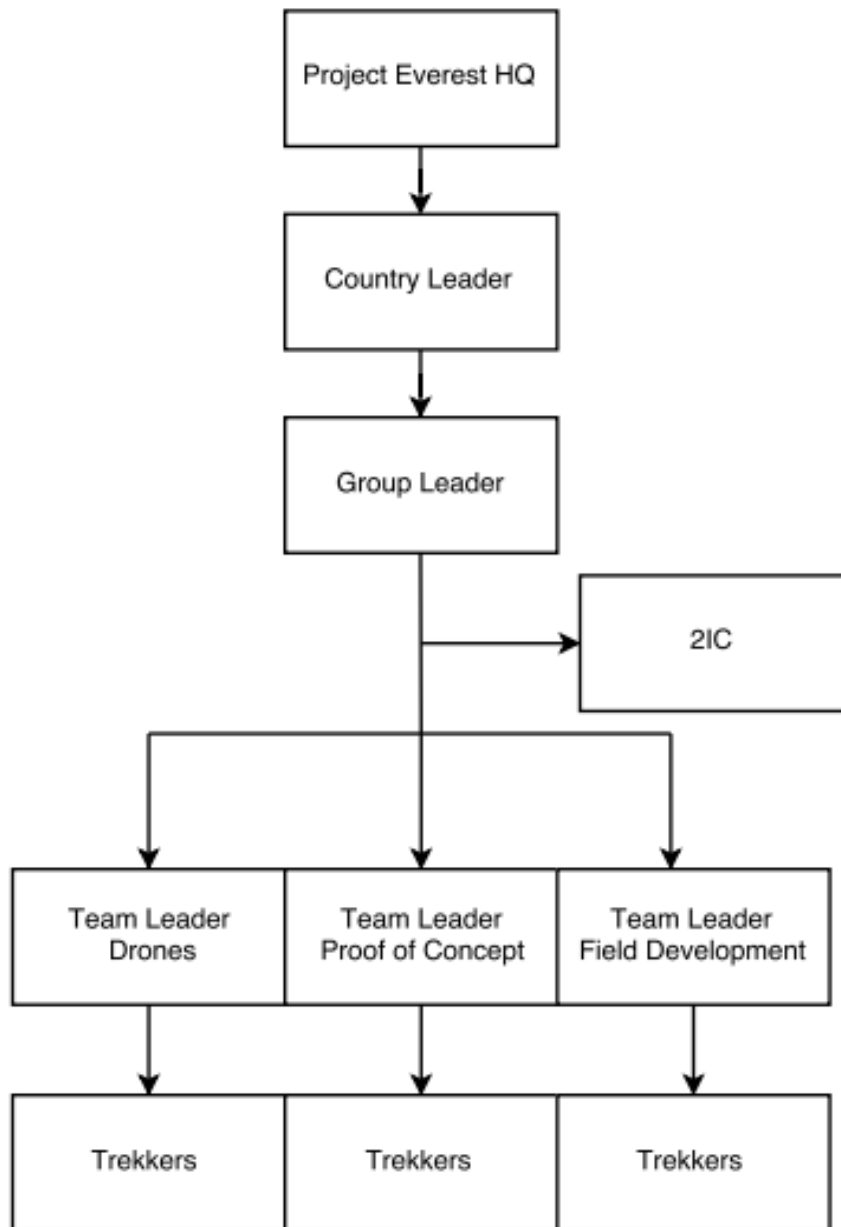 Project Everest HQ
Country Leader
Group Leader
2IC
Team Leader
Drones
Team Leader
Proof of Concept
Team Leader
Field Development
Trekkers
Trekkers
Trekkers